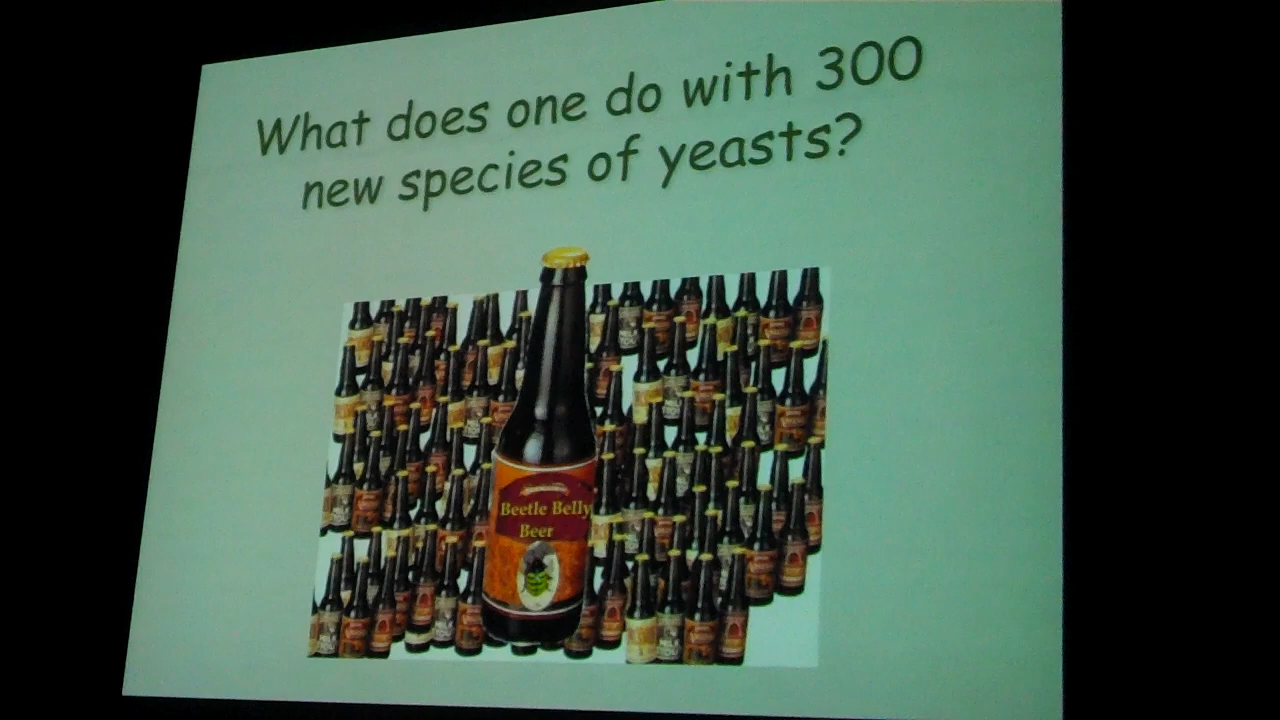 What does one do with 300
new species of yeasts?
Beetle Belly
Beer